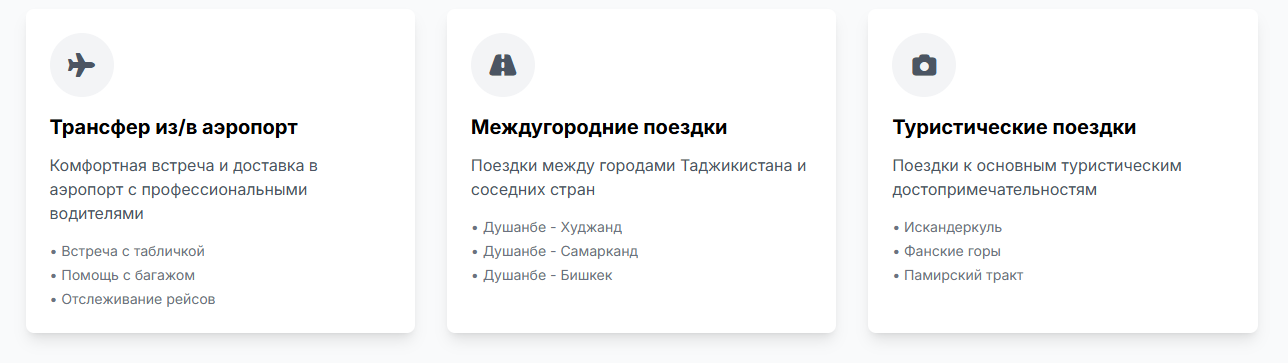 Трансфер из/в аэропорт
Комфортная встреча и доставка в
аэропорт с профессиональными
водителями
• Встреча с табличкой
• Помощь с багажом
• Отслеживание рейсов
Междугородние поездки
Поездки между городами Таджикистана и
соседних стран
• Душанбе - Худжанд
• Душанбе - Самарканд
• Душанбе - Бишкек
Туристические поездки
Поездки к основным туристическим
достопримечательностям
• Искандеркуль
• Фанские горы
• Памирский тракт